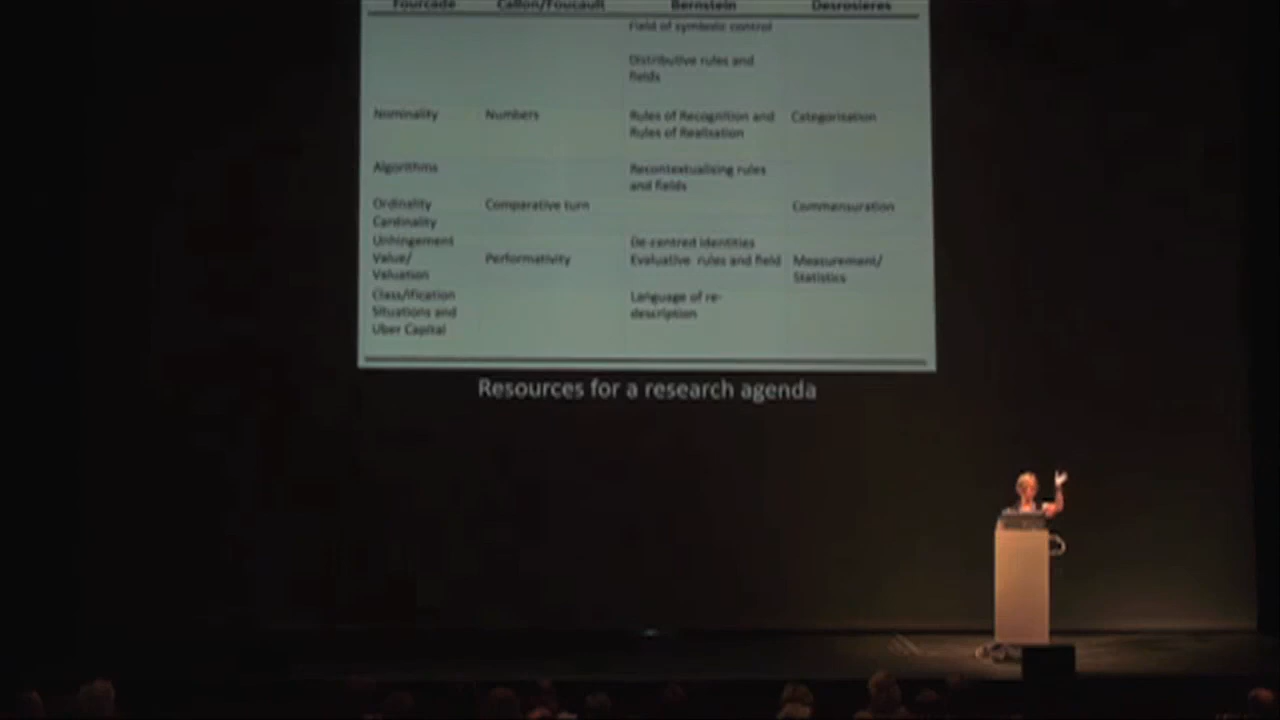 Fourcade Callon/Foucault Bernstein Desrosieres
Field of symbolic control
Distributive rules and
fields
Nominality Numbers Rules of Recognition and Categorisation
Rules of Realisation
Algorithms Recontextualising rules
and fields
Ordinality Comparative turn Commensuration
Cardinality
Unhingement De-centred identities
Value/ Performativity Evaluative rules and field Measurement/
Valuation Statistics
Class/ification Language of re-
Situations and description
Uber Capital
Resources for a research agenda